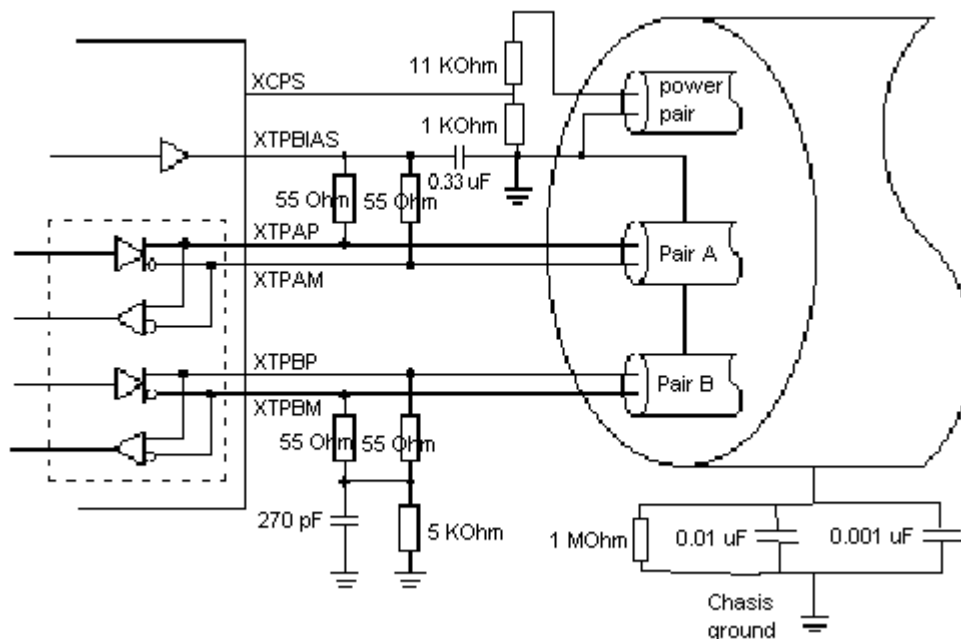 11 KOhm
XCPS
power
pair
1 KOhm
XTPBIAS
0.33 uF
55 Ohm
55 Ohm
XTPAP
Pair A
XTPAM
XTPBP
Pair B
XTPBM
55 Ohm
55 Ohm
270 pF
5 KOhm
1 MOhm
0.01 uF
0.001 uF
Chasis
ground